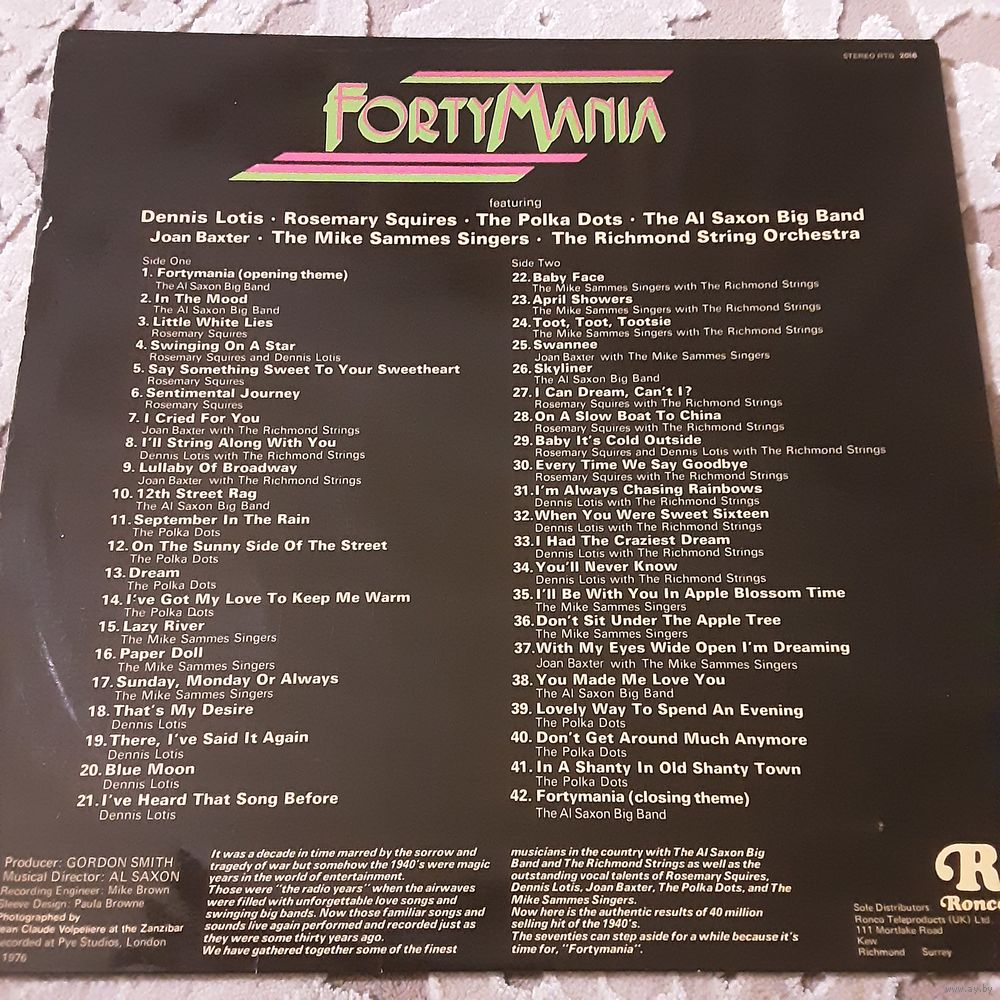 STEREO RTD 2016
FORTYMANIA
featuring
Dennis Lotis · Rosemary Squires · The Polka Dots · The Al Saxon Big Band
Joan Baxter · The Mike Sammes Singers · The Richmond String Orchestra
Side One
1. Fortymania (opening theme)
The Al Saxon Big Band
2. In The Mood
The Al Saxon Big Band
3. Little White Lies
Rosemary Squires
4. Swinging On A Star
Rosemary Squires and Dennis Lotis
5. Say Something Sweet To Your Sweetheart
Rosemary Squires
6. Sentimental Journey
Rosemary Squires
7. I Cried For You
Joan Baxter with The Richmond Strings
8. I'll String Along With You
Dennis Lotis with The Richmond Strings
9. Lullaby Of Broadway
Joan Baxter with The Richmond Strings
10. 12th Street Rag
The Al Saxon Big Band
11. September In The Rain
The Polka Dots
12. On The Sunny Side Of The Street
The Polka Dots
13. Dream
The Polka Dots
14. I've Got My Love To Keep Me Warm
The Polka Dots
15. Lazy River
The Mike Sammes Singers
16. Paper Doll
The Mike Sammes Singers
17. Sunday, Monday Or Always
The Mike Sammes Singers
18. That's My Desire
Dennis Lotis
19. There, I've Said It Again
Dennis Lotis
20. Blue Moon
Dennis Lotis
21. I've Heard That Song Before
Dennis Lotis
Side Two
22. Baby Face
The Mike Sammes Singers with The Richmond Strings
23. April Showers
The Mike Sammes Singers with The Richmond Strings
24. Toot, Toot, Tootsie
The Mike Sammes Singers with The Richmond Strings
25. Swannee
Joan Baxter with The Mike Sammes Singers
26. Skyliner
The Al Saxon Big Band
27. I Can Dream, Can't I?
Rosemary Squires with The Richmond Strings
28. On A Slow Boat To China
Rosemary Squires with The Richmond Strings
29. Baby It's Cold Outside
Rosemary Squires and Dennis Lotis with The Richmond Strings
30. Every Time We Say Goodbye
Rosemary Squires with The Richmond Strings
31. I'm Always Chasing Rainbows
Dennis Lotis with The Richmond Strings
32. When You Were Sweet Sixteen
Dennis Lotis with The Richmond Strings
33. I Had The Craziest Dream
Dennis Lotis with The Richmond Strings
34. You'll Never Know
Dennis Lotis with The Richmond Strings
35. I'll Be With You In Apple Blossom Time
The Mike Sammes Singers
36. Don't Sit Under The Apple Tree
The Mike Sammes Singers
37. With My Eyes Wide Open I'm Dreaming
Joan Baxter with The Mike Sammes Singers
38. You Made Me Love You
The Al Saxon Big Band
39. Lovely Way To Spend An Evening
The Polka Dots
40. Don't Get Around Much Anymore
The Polka Dots
41. In A Shanty In Old Shanty Town
The Polka Dots
42. Fortymania (closing theme)
The Al Saxon Big Band
Producer: GORDON SMITH
Musical Director: AL SAXON
Recording Engineer: Mike Brown
Sleeve Design: Paula Browne
Photographed by
Jean Claude Volpeliere at the Zanzibar
Recorded at Pye Studios, London
1976
It was a decade in time marred by the sorrow and
tragedy of war but somehow the 1940's were magic
years in the world of entertainment.
Those were "the radio years" when the airwaves
were filled with unforgettable love songs and
swinging big bands. Now those familiar songs and
sounds live again performed and recorded just as
they were some thirty years ago.
We have gathered together some of the finest
musicians in the country with The Al Saxon Big
Band and The Richmond Strings as well as the
outstanding vocal talents of Rosemary Squires,
Dennis Lotis, Joan Baxter, The Polka Dots, and The
Mike Sammes Singers.
Now here is the authentic results of 40 million
selling hit of the 1940's.
The seventies can step aside for a while because it's
time for, "Fortymania".
R
Ronco
Sole Distributors
Ronco Teleproducts (UK) Ltd.
111 Mortlake Road
Kew
Richmond Surrey
www.ay.by